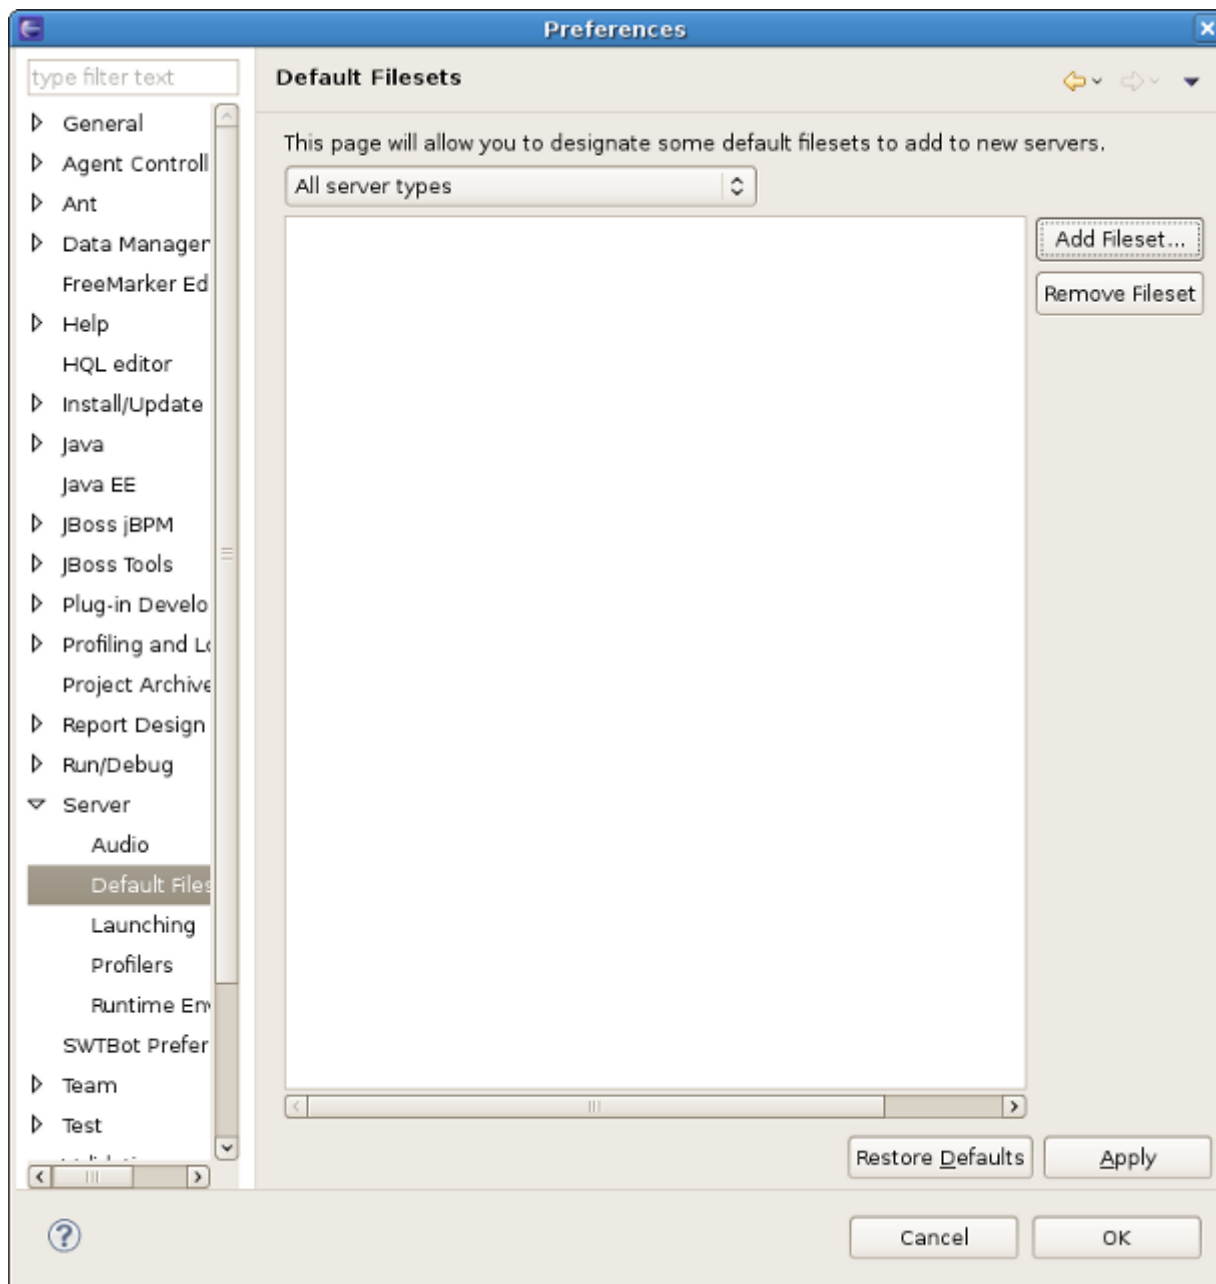 Preferences
type filter text
General
Agent Controll
Ant
Data Manager
FreeMarker Ed
Help
HQL editor
Install/Update
Java
Java EE
JBoss jBPM
JBoss Tools
Plug-in Develo
Profiling and Lo
Project Archive
Report Design
Run/Debug
Server
Audio
Default Files
Launching
Profilers
Runtime En
SWTBot Prefer
Team
Test
Default Filesets
This page will allow you to designate some default filesets to add to new servers.
All server types
Add Fileset...
Remove Fileset
Restore Defaults
Apply
Cancel
OK